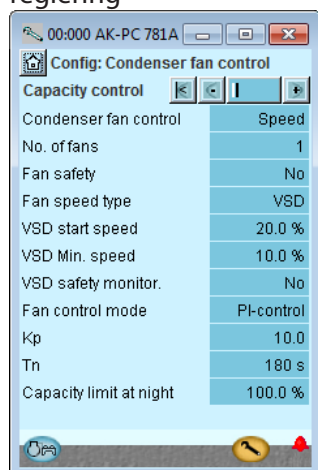 regiering
00:000 AK-PC 781A
Config: Condenser fan control
Capacity control
Condenser fan control Speed
No. of fans 1
Fan safety No
Fan speed type VSD
VSD start speed 20.0 %
VSD Min. speed 10.0 %
VSD safety monitor. No
Fan control mode PI-control
Kp 10.0
Tn 180 s
Capacity limit at night 100.0 %